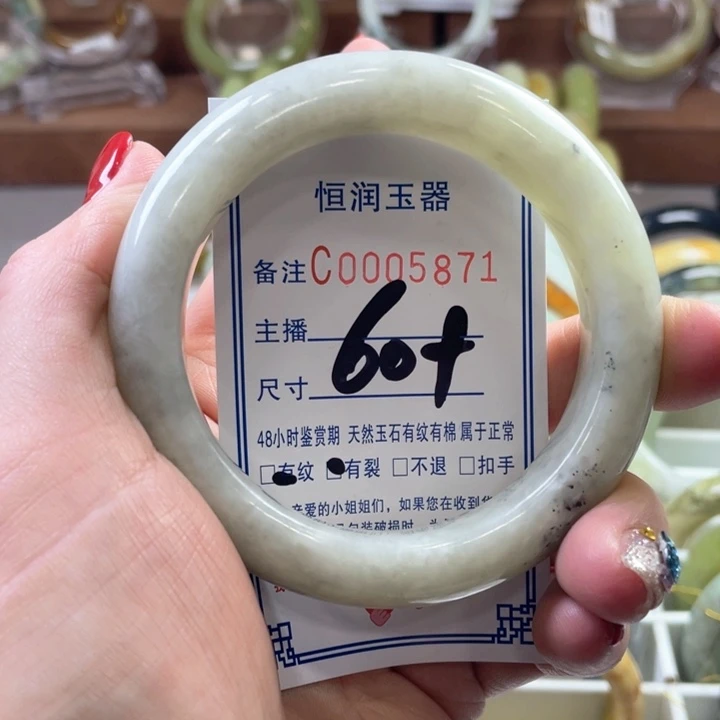 恒润玉器
备注C0005871
主播
尺寸 60+
48小时鉴赏期 天然玉石有纹有棉 属于正常
□有纹 □有裂 □不退 □扣手
亲爱的小姐姐们,如果您在收到